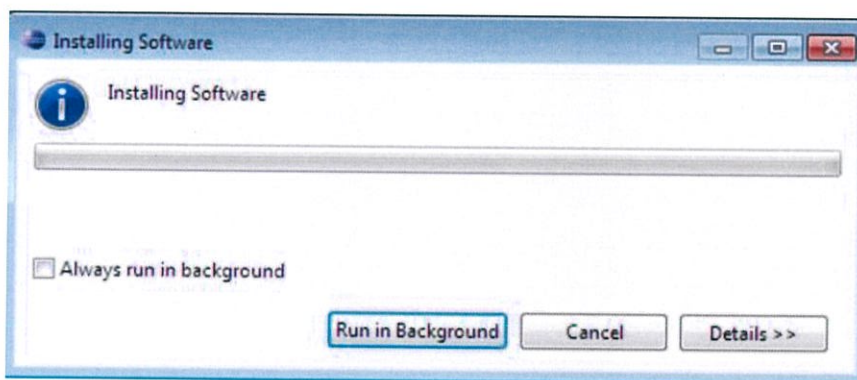 Installing Software
Installing Software
Always run in background
Run in Background Cancel Details >>